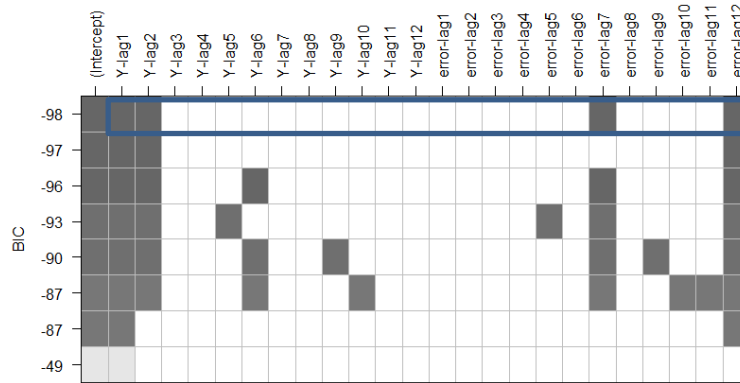 (Intercept)
Y-lag1
Y-lag2
Y-lag3
Y-lag4
Y-lag5
Y-lag6
Y-lag7
Y-lag8
Y-lag9
Y-lag10
Y-lag11
Y-lag12
error-lag1
error-lag2
error-lag3
error-lag4
error-lag5
error-lag6
error-lag7
error-lag8
error-lag9
error-lag10
error-lag11
error-lag12
BIC
-98
-97
-96
-93
-90
-87
-87
-49